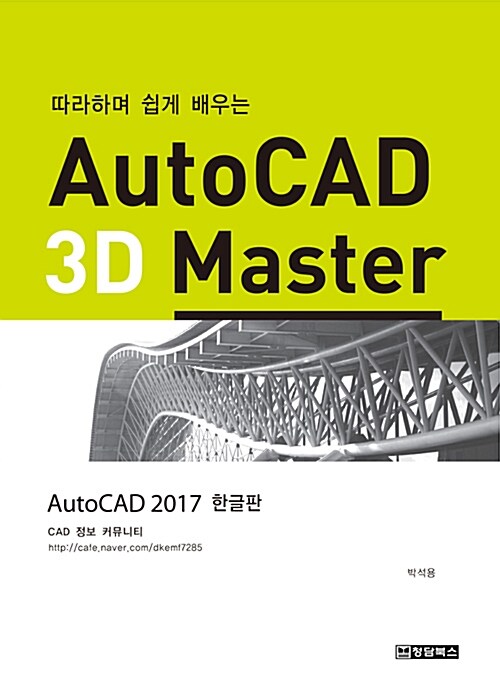 따라하며 쉽게 배우는
AutoCAD
3D Master
AutoCAD 2017 한글판
CAD 정보 커뮤니티
http://cafe.naver.com/dkemf7285
박석용
청담북스